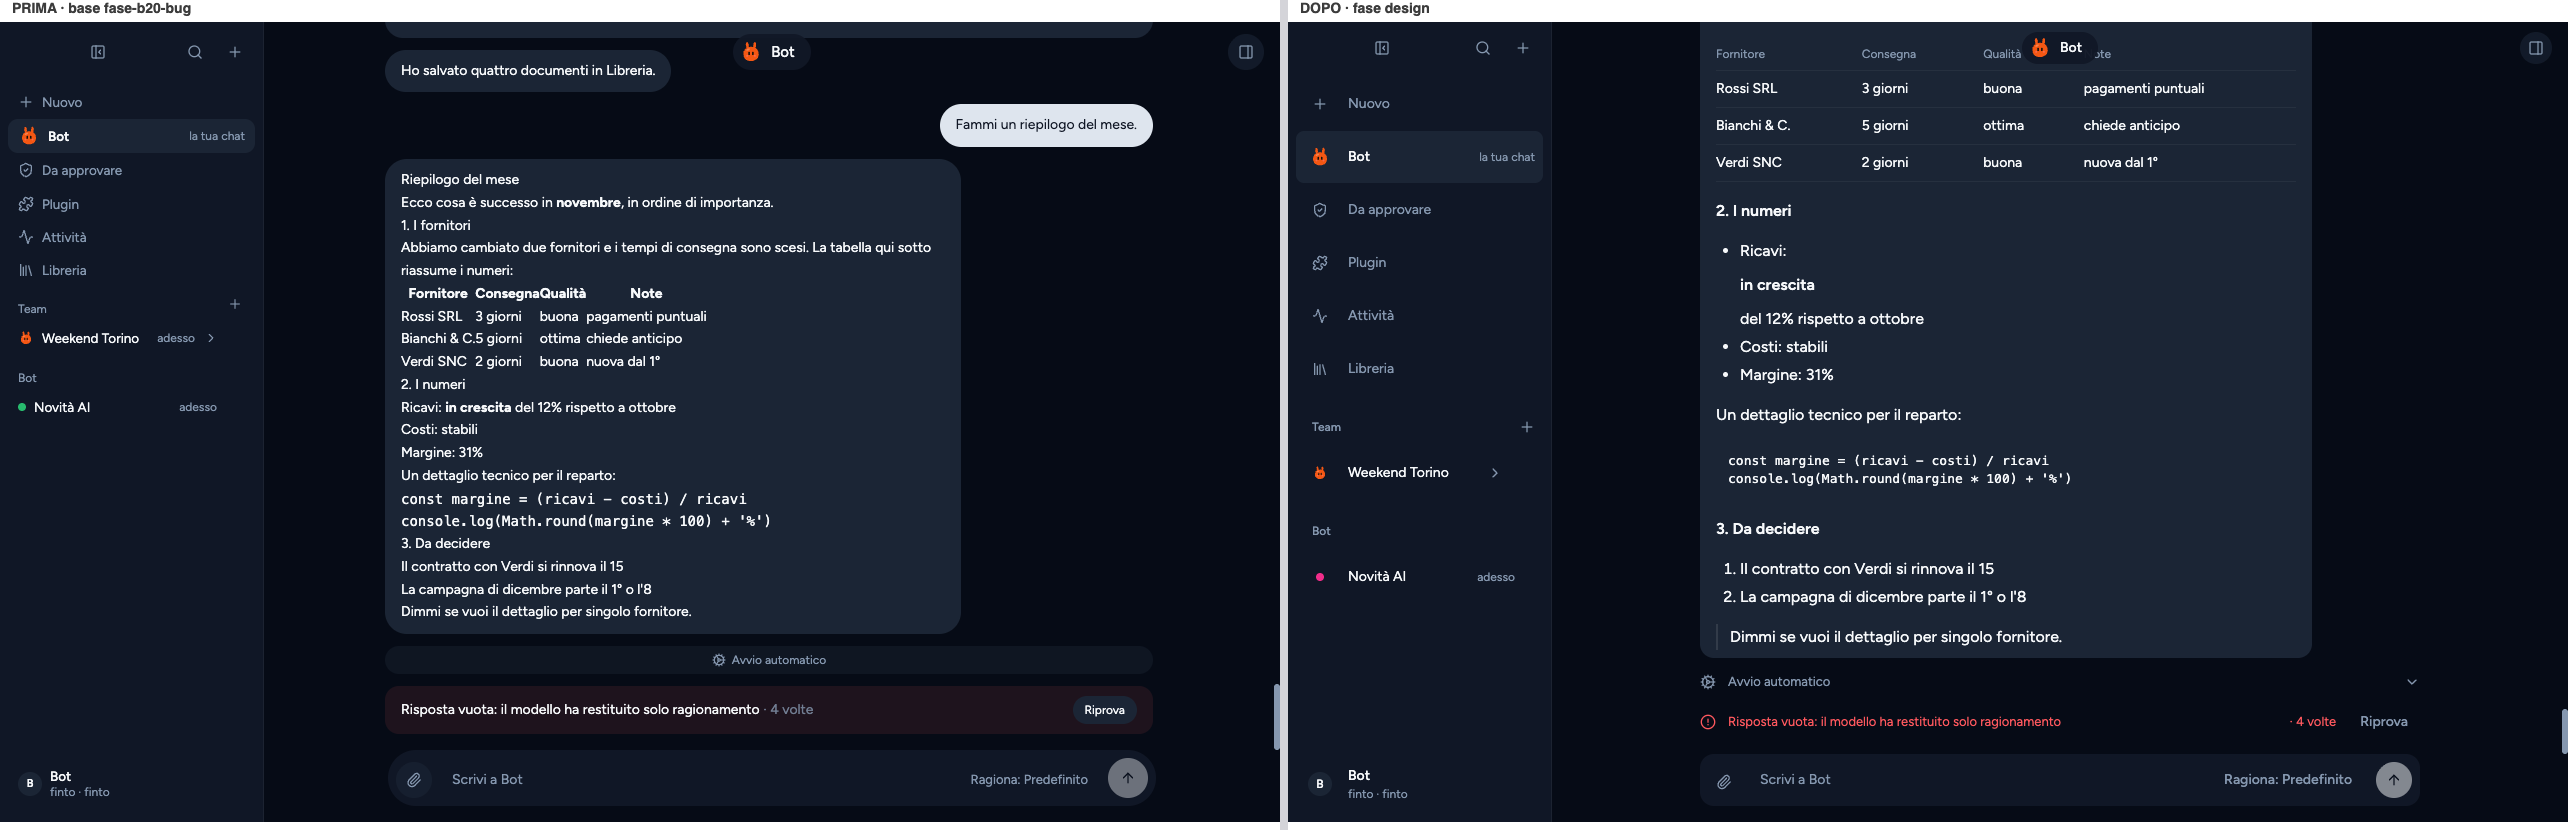 PRIMA · base fase-b20-bug
Bot
Nuovo
Bot la tua chat
Da approvare
Plugin
Attività
Libreria
Team
Weekend Torino adesso
Bot
Novità AI adesso
B Bot
finto · finto
Ho salvato quattro documenti in Libreria.
Fammi un riepilogo del mese.
Riepilogo del mese
Ecco cosa è successo in novembre, in ordine di importanza.
1. I fornitori
Abbiamo cambiato due fornitori e i tempi di consegna sono scesi. La tabella qui sotto
riassume i numeri:
Fornitore Consegna Qualità Note
Rossi SRL 3 giorni buona pagamenti puntuali
Bianchi & C. 5 giorni ottima chiede anticipo
Verdi SNC 2 giorni buona nuova dal 1°
2. I numeri
Ricavi: in crescita del 12% rispetto a ottobre
Costi: stabili
Margine: 31%
Un dettaglio tecnico per il reparto:
const margine = (ricavi − costi) / ricavi
console.log(Math.round(margine * 100) + '%')
3. Da decidere
Il contratto con Verdi si rinnova il 15
La campagna di dicembre parte il 1° o l'8
Dimmi se vuoi il dettaglio per singolo fornitore.
Avvio automatico
Risposta vuota: il modello ha restituito solo ragionamento · 4 volte Riprova
Scrivi a Bot Ragiona: Predefinito
DOPO · fase design
Bot
Nuovo
Bot la tua chat
Da approvare
Plugin
Attività
Libreria
Team
Weekend Torino
Bot
Novità AI adesso
B Bot
finto · finto
Fornitore Consegna Qualità ote
Rossi SRL 3 giorni buona pagamenti puntuali
Bianchi & C. 5 giorni ottima chiede anticipo
Verdi SNC 2 giorni buona nuova dal 1°
2. I numeri
• Ricavi:
in crescita
del 12% rispetto a ottobre
• Costi: stabili
• Margine: 31%
Un dettaglio tecnico per il reparto:
const margine = (ricavi − costi) / ricavi
console.log(Math.round(margine * 100) + '%')
3. Da decidere
1. Il contratto con Verdi si rinnova il 15
2. La campagna di dicembre parte il 1° o l'8
Dimmi se vuoi il dettaglio per singolo fornitore.
Avvio automatico
Risposta vuota: il modello ha restituito solo ragionamento · 4 volte Riprova
Scrivi a Bot Ragiona: Predefinito